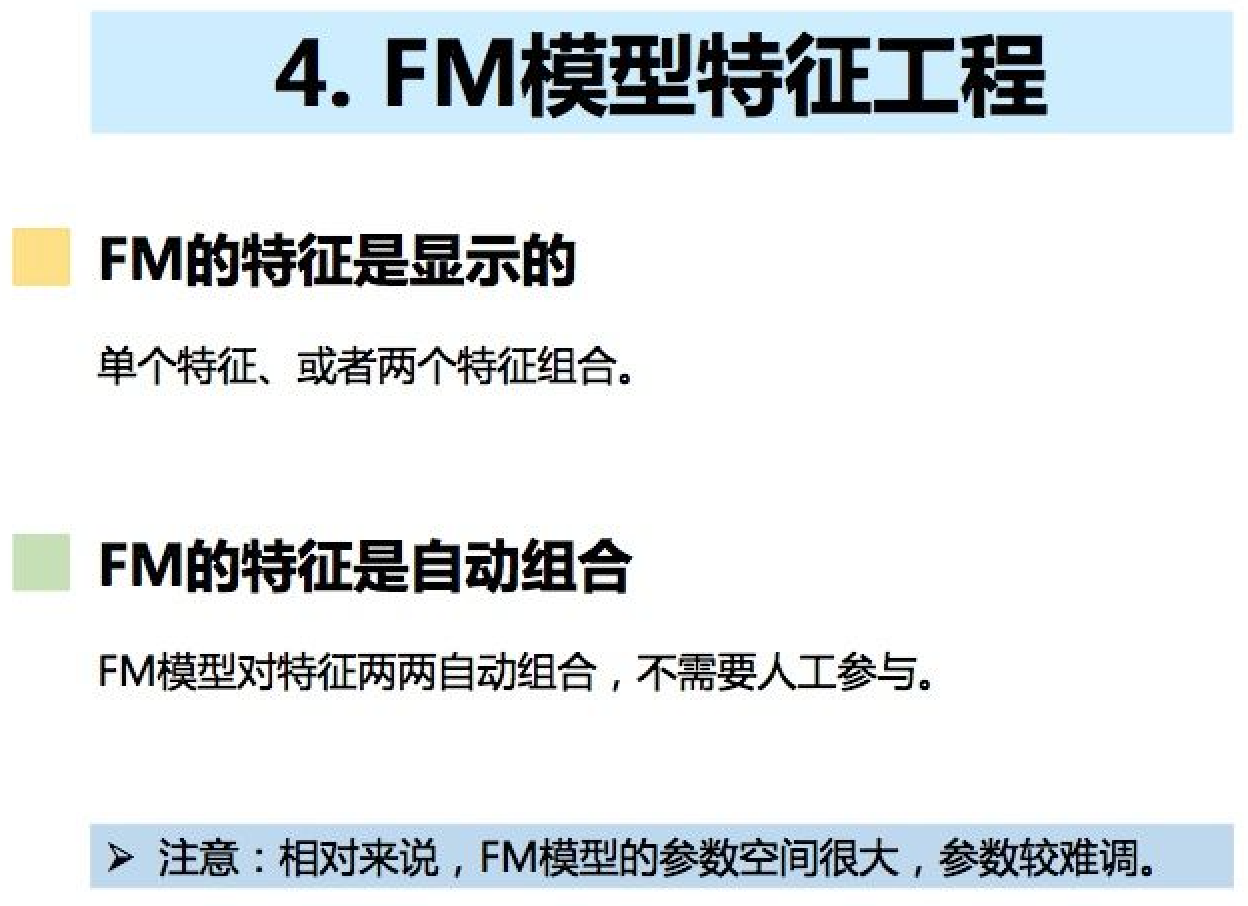 4. FM模型特征工程
FM的特征是显示的
单个特征、或者两个特征组合。
FM的特征是自动组合
FM模型对特征两两自动组合，不需要人工参与。
➢ 注意：相对来说，FM模型的参数空间很大，参数较难调。